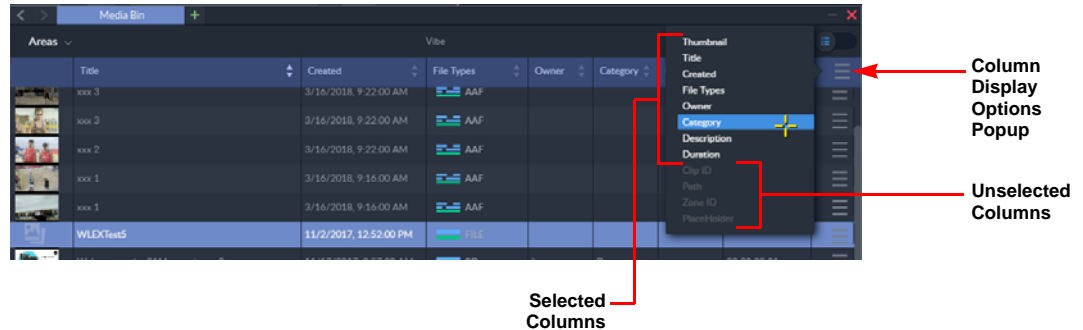 Media Bin
Areas
Vibe
Title Created File Types Owner Category
xxx 3 3/16/2018, 9:22:00 AM AAF
xxx 3 3/16/2018, 9:22:00 AM AAF
xxx 2 3/16/2018, 9:22:00 AM AAF
xxx 1 3/16/2018, 9:16:00 AM AAF
xxx 1 3/16/2018, 9:16:00 AM AAF
WLEXTest5 11/2/2017, 12:52:00 PM FILE
Thumbnail
Title
Created
File Types
Owner
Category
Description
Duration
Clip ID
Path
Zone ID
PlaceHolder
Column
Display
Options
Popup
Unselected
Columns
Selected
Columns